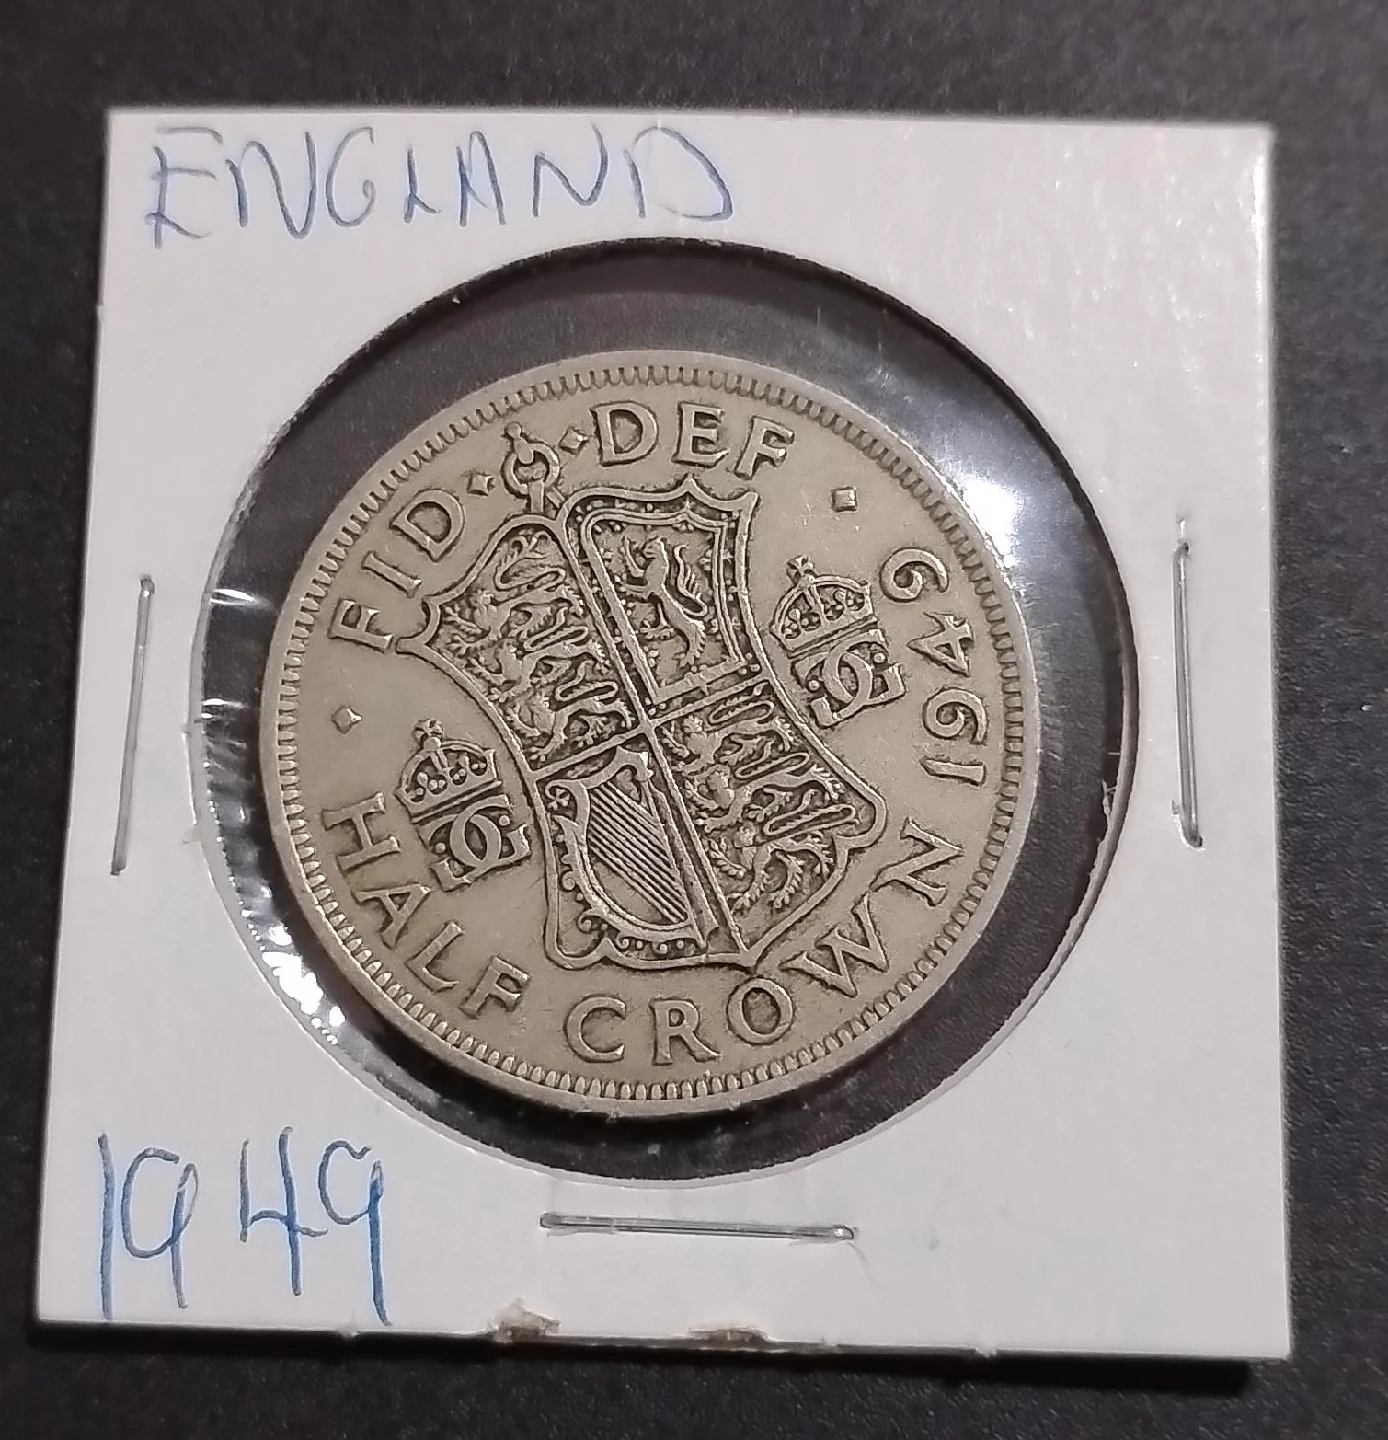 ENGLAND
FID · DEF · 1949
HALF CROWN
1949